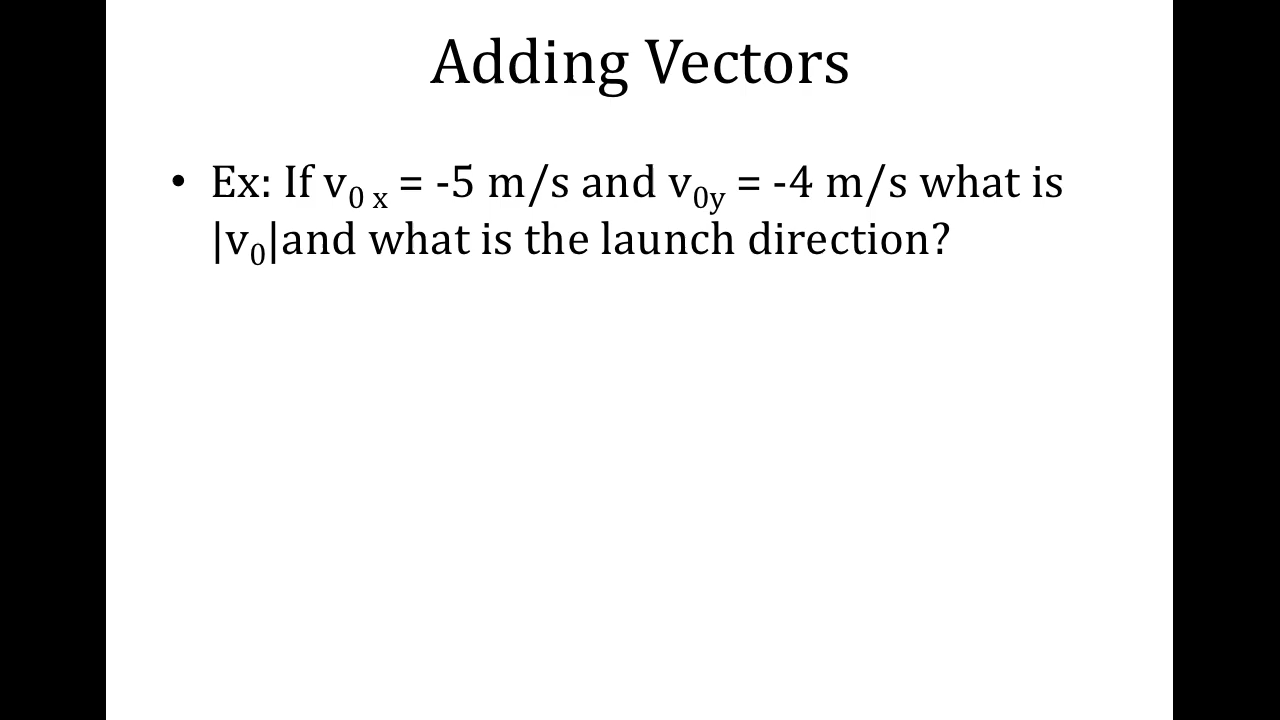 Adding Vectors
• Ex: If v₀ ₓ = -5 m/s and v₀y = -4 m/s what is
|v₀|and what is the launch direction?